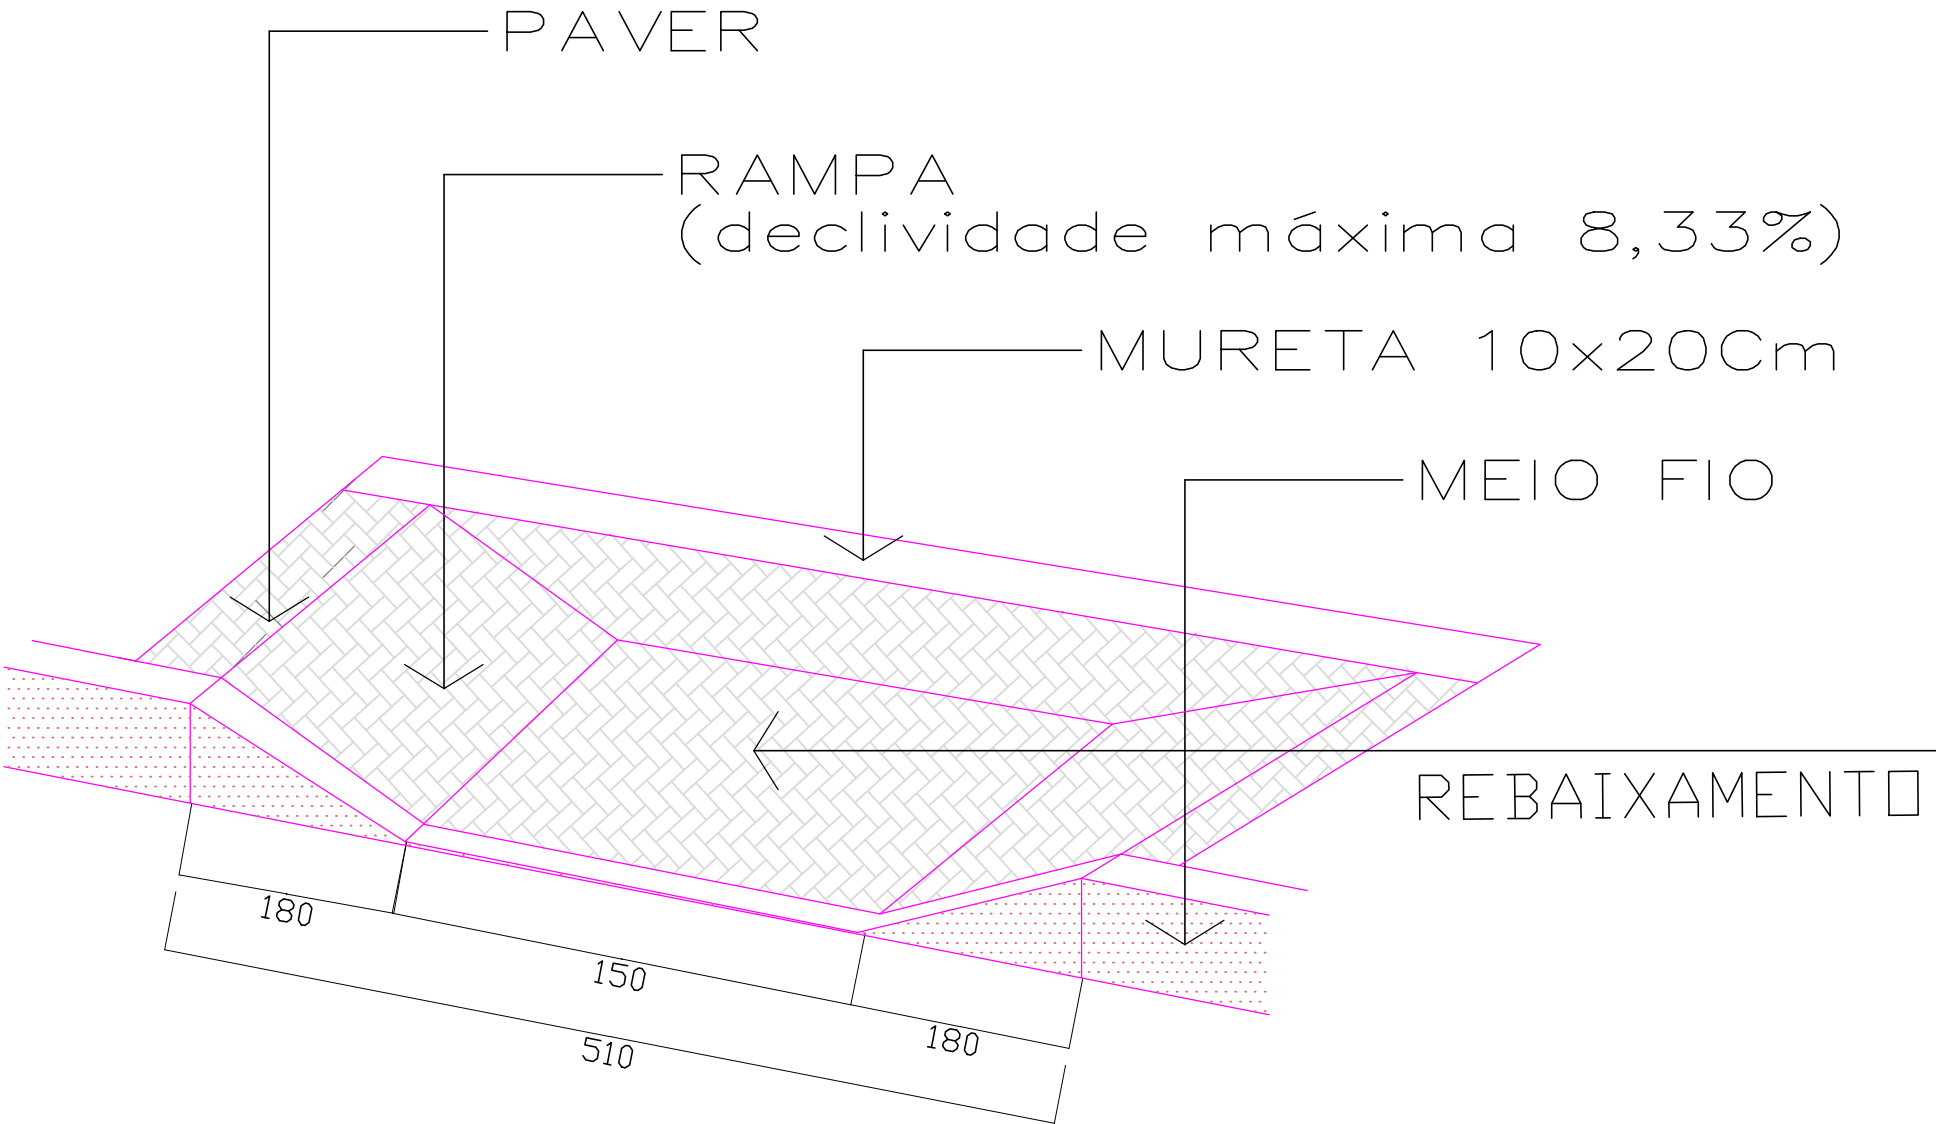 PAVER
RAMPA
(declividade máxima 8,33%)
MURETA 10x20Cm
MEIO FIO
REBAIXAMENTO
180
150
180
510